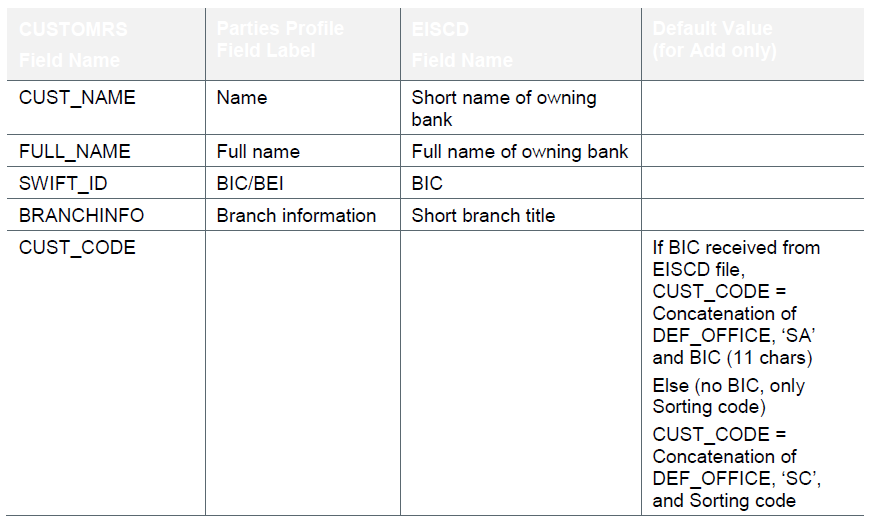 CUSTOMRS
Field Name
Parties Profile
Field Label
EISCD
Field Name
Default Value
(for Add only)
CUST_NAME
Name
Short name of owning
bank
FULL_NAME
Full name
Full name of owning bank
SWIFT_ID
BIC/BEI
BIC
BRANCHINFO
Branch information
Short branch title
CUST_CODE
If BIC received from
EISCD file,
CUST_CODE =
Concatenation of
DEF_OFFICE, ‘SA’
and BIC (11 chars)
Else (no BIC, only
Sorting code)
CUST_CODE =
Concatenation of
DEF_OFFICE, ‘SC’,
and Sorting code